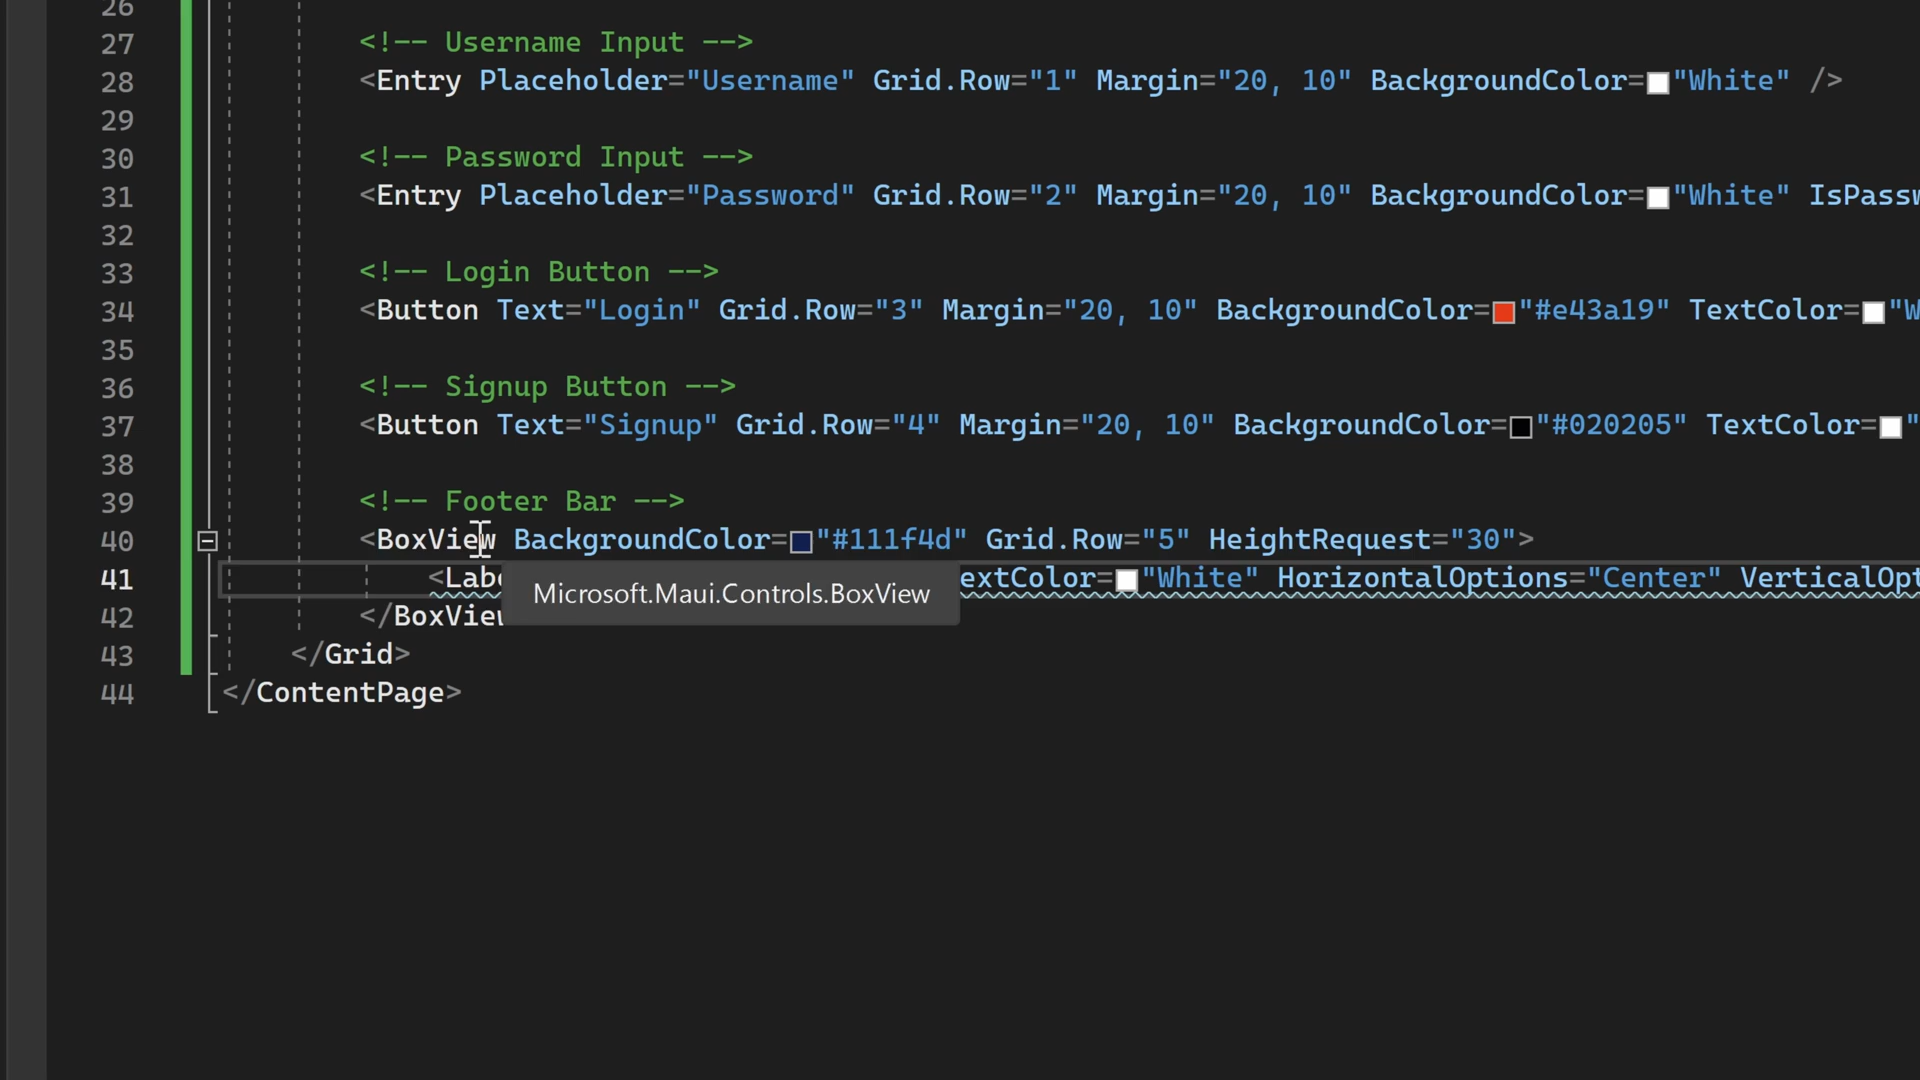 26
27 <!-- Username Input -->
28 <Entry Placeholder="Username" Grid.Row="1" Margin="20, 10" BackgroundColor="White" />
29
30 <!-- Password Input -->
31 <Entry Placeholder="Password" Grid.Row="2" Margin="20, 10" BackgroundColor="White" IsPassw
32
33 <!-- Login Button -->
34 <Button Text="Login" Grid.Row="3" Margin="20, 10" BackgroundColor="#e43a19" TextColor="W
35
36 <!-- Signup Button -->
37 <Button Text="Signup" Grid.Row="4" Margin="20, 10" BackgroundColor="#020205" TextColor="
38
39 <!-- Footer Bar -->
40 <BoxView BackgroundColor="#111f4d" Grid.Row="5" HeightRequest="30">
41 <Labe extColor="White" HorizontalOptions="Center" VerticalOpt
Microsoft.Maui.Controls.BoxView
42 </BoxView
43 </Grid>
44 </ContentPage>